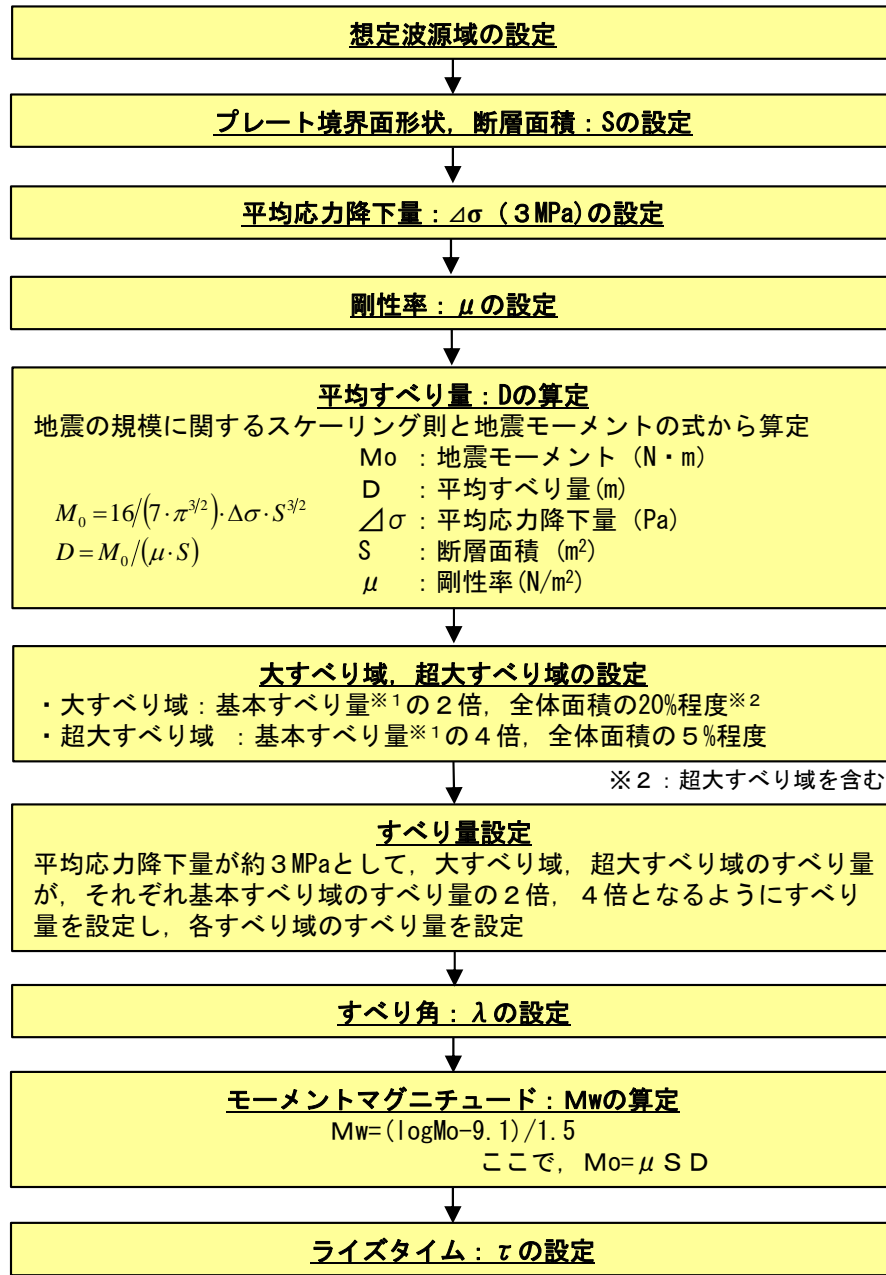 想定波源域の設定
プレート境界面形状，断層面積：Sの設定
平均応力降下量：⊿σ（３MPa)の設定
剛性率：μの設定
平均すべり量：Dの算定
地震の規模に関するスケーリング則と地震モーメントの式から算定
Ｍo ：地震モーメント（N・m）
Ｄ ：平均すべり量(m)
⊿σ：平均応力降下量（Pa）
S ：断層面積（m²）
μ ：剛性率(N/m²)
M₀ = 16/(7・π^{3/2})・Δσ・S^{3/2}
D = M₀/(μ・S)
大すべり域，超大すべり域の設定
・大すべり域：基本すべり量※１の２倍，全体面積の20%程度※２
・超大すべり域 ：基本すべり量※１の４倍，全体面積の５%程度
※２：超大すべり域を含む
すべり量設定
平均応力降下量が約３MPaとして，大すべり域，超大すべり域のすべり量
が，それぞれ基本すべり域のすべり量の２倍，４倍となるようにすべり
量を設定し，各すべり域のすべり量を設定
すべり角：λの設定
モーメントマグニチュード：Ｍwの算定
Ｍw=(logMo-9.1)/1.5
ここで，Ｍo=μＳＤ
ライズタイム：τの設定